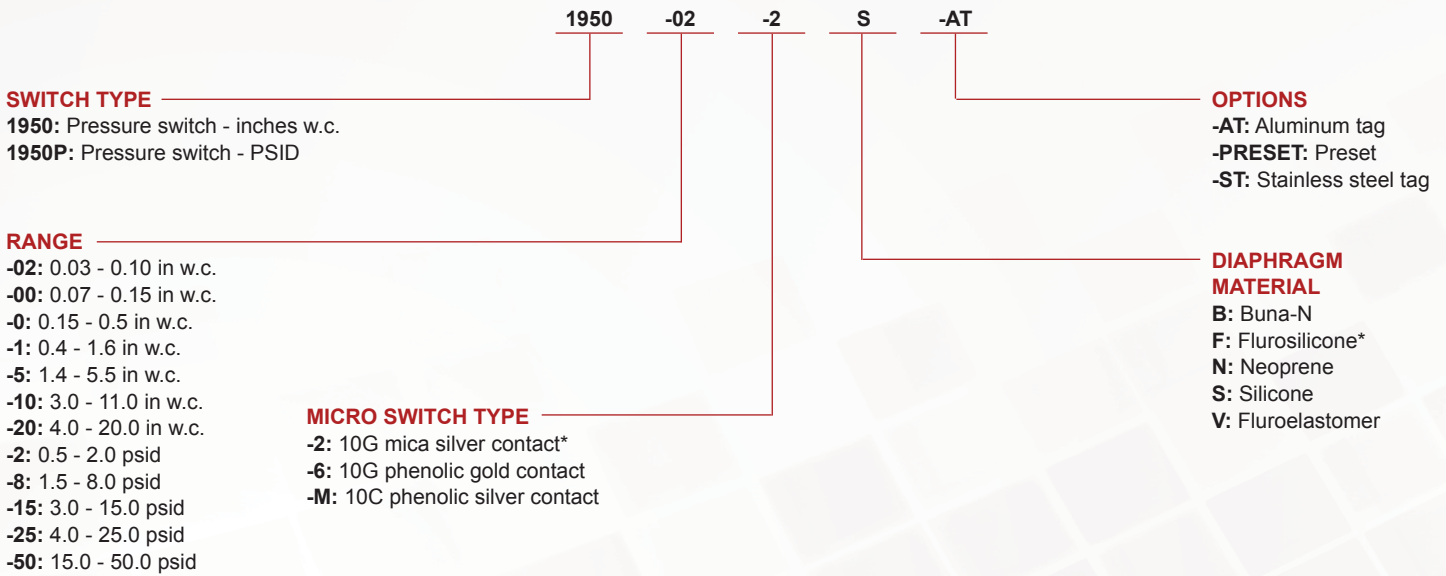 1950 -02 -2 S -AT
SWITCH TYPE
1950: Pressure switch - inches w.c.
1950P: Pressure switch - PSID
RANGE
-02: 0.03 - 0.10 in w.c.
-00: 0.07 - 0.15 in w.c.
-0: 0.15 - 0.5 in w.c.
-1: 0.4 - 1.6 in w.c.
-5: 1.4 - 5.5 in w.c.
-10: 3.0 - 11.0 in w.c.
-20: 4.0 - 20.0 in w.c.
-2: 0.5 - 2.0 psid
-8: 1.5 - 8.0 psid
-15: 3.0 - 15.0 psid
-25: 4.0 - 25.0 psid
-50: 15.0 - 50.0 psid
MICRO SWITCH TYPE
-2: 10G mica silver contact*
-6: 10G phenolic gold contact
-M: 10C phenolic silver contact
OPTIONS
-AT: Aluminum tag
-PRESET: Preset
-ST: Stainless steel tag
DIAPHRAGM
MATERIAL
B: Buna-N
F: Flurosilicone*
N: Neoprene
S: Silicone
V: Fluroelastomer